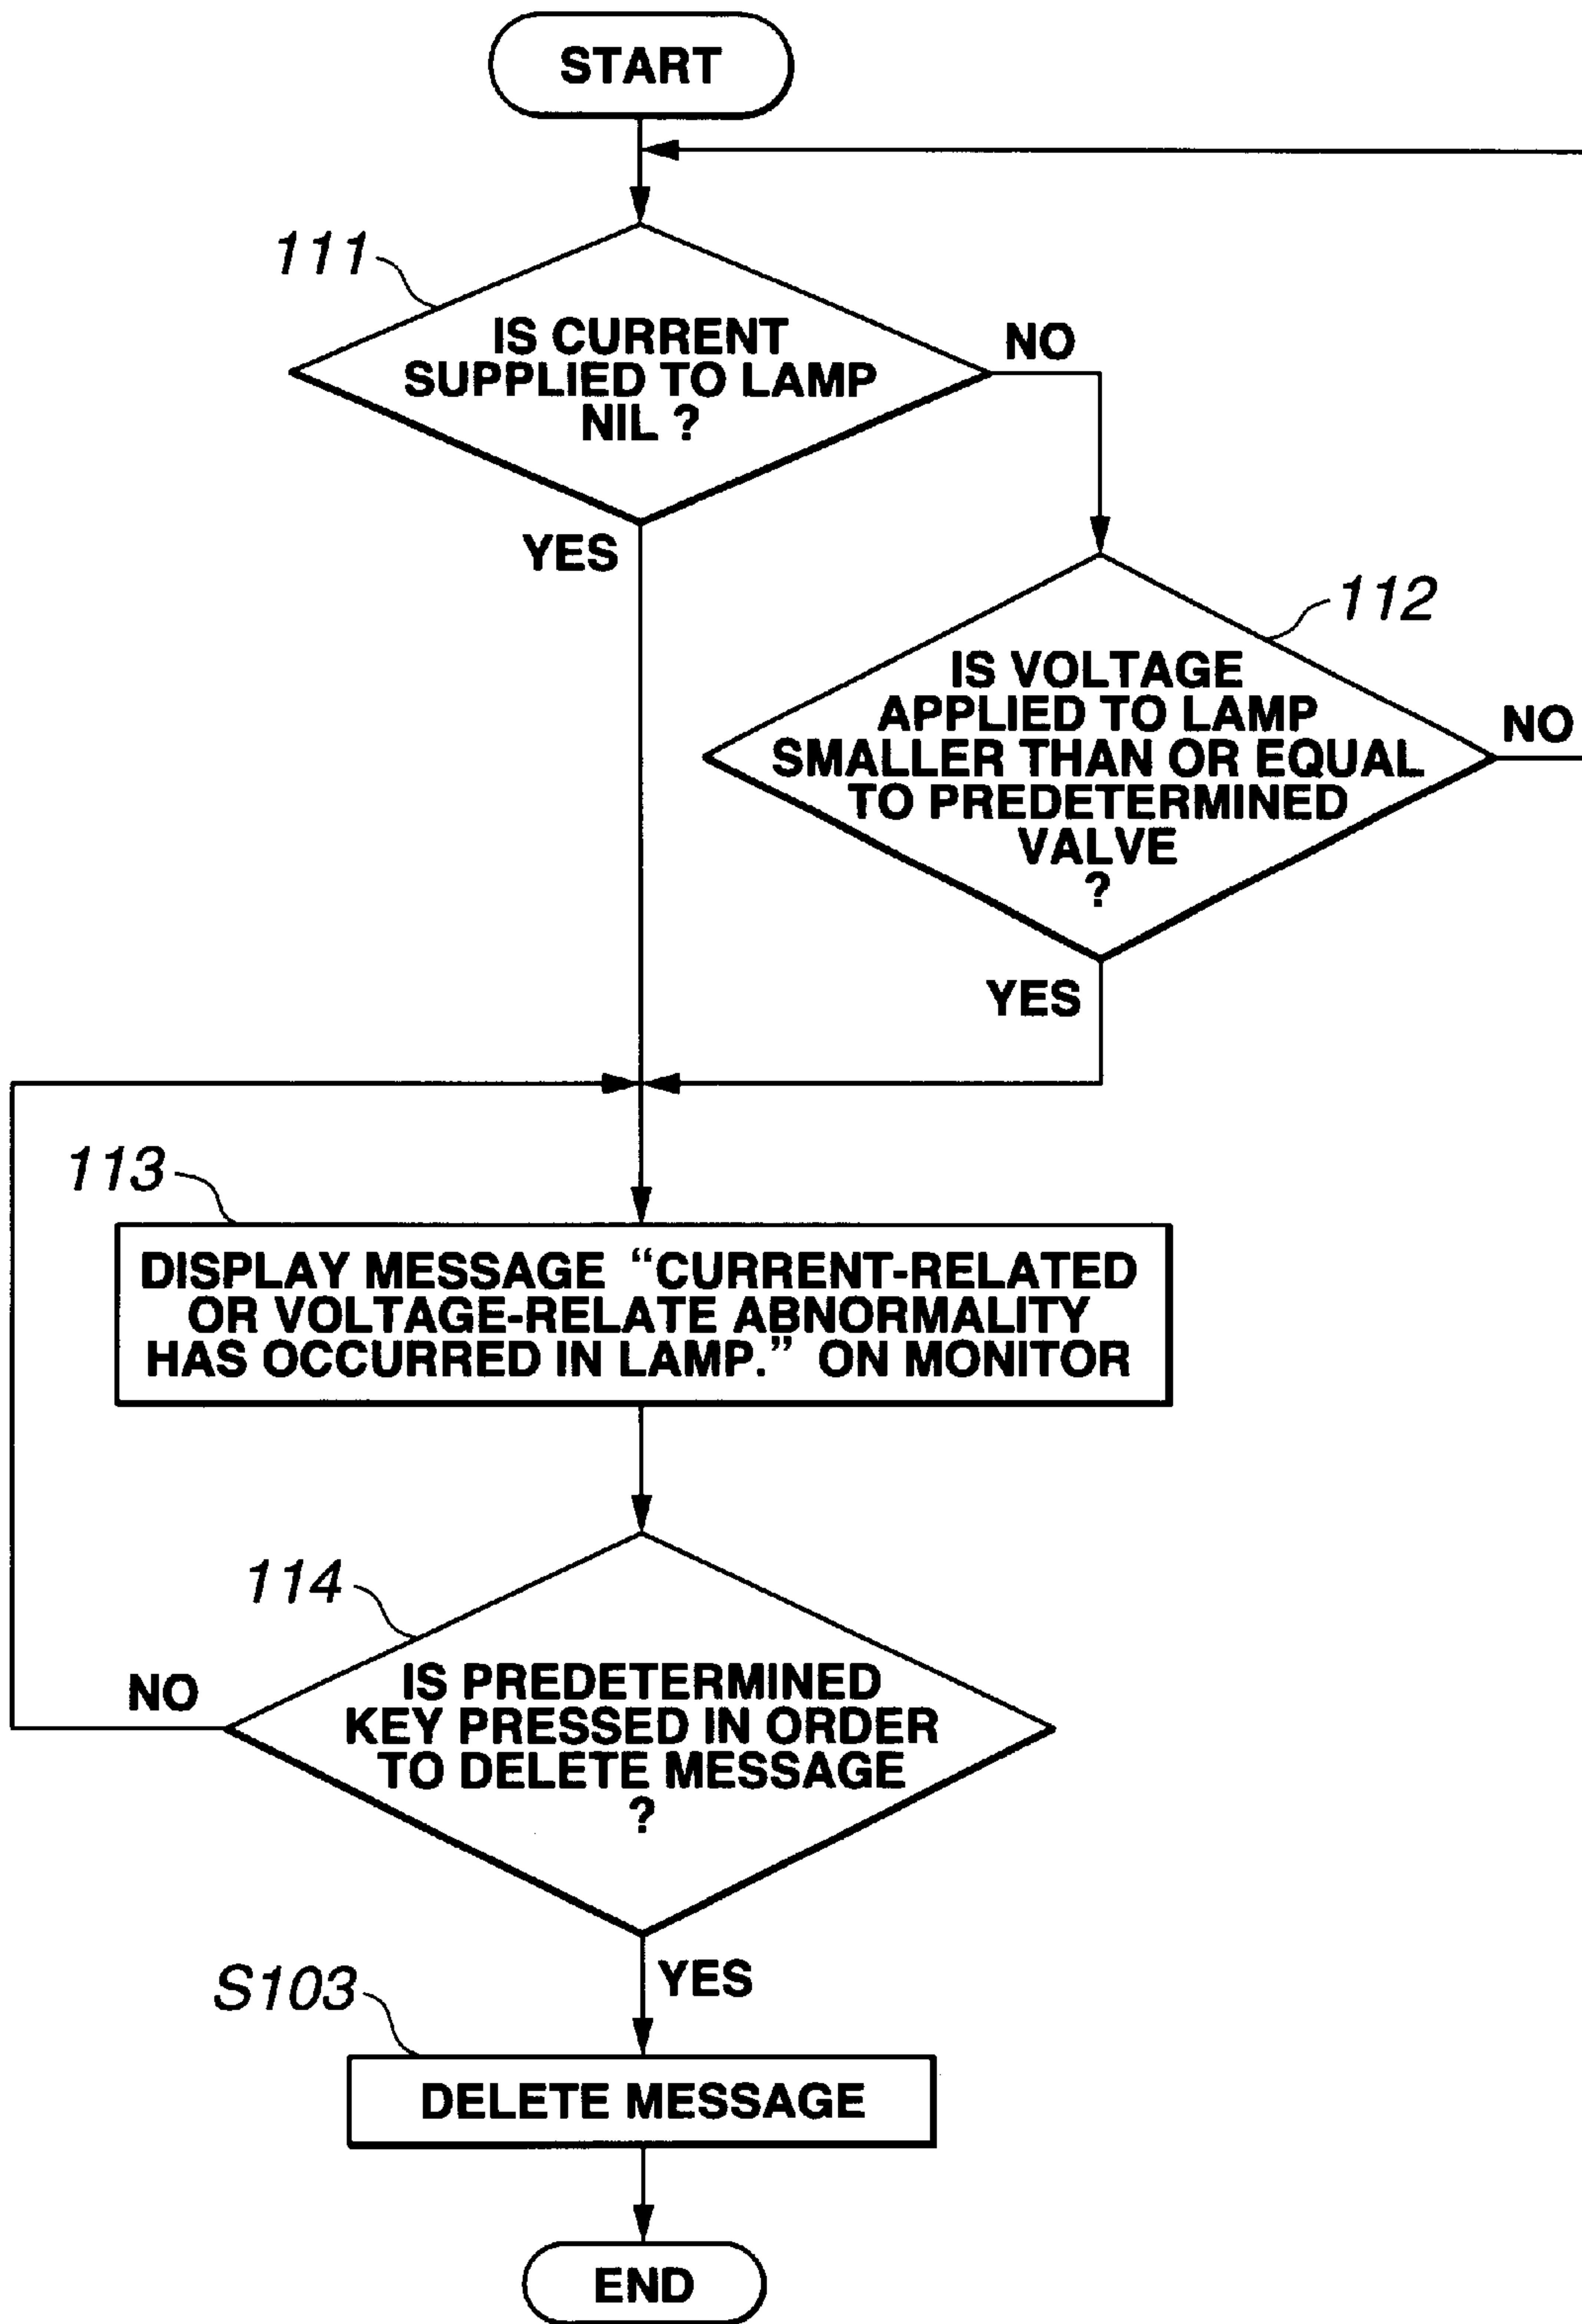 START
111
IS CURRENT
SUPPLIED TO LAMP
NIL ?
NO
YES
112
IS VOLTAGE
APPLIED TO LAMP
SMALLER THAN OR EQUAL
TO PREDETERMINED
VALVE
?
NO
YES
113
DISPLAY MESSAGE “CURRENT-RELATED
OR VOLTAGE-RELATE ABNORMALITY
HAS OCCURRED IN LAMP.” ON MONITOR
114
IS PREDETERMINED
KEY PRESSED IN ORDER
TO DELETE MESSAGE
?
NO
YES
S103
DELETE MESSAGE
END